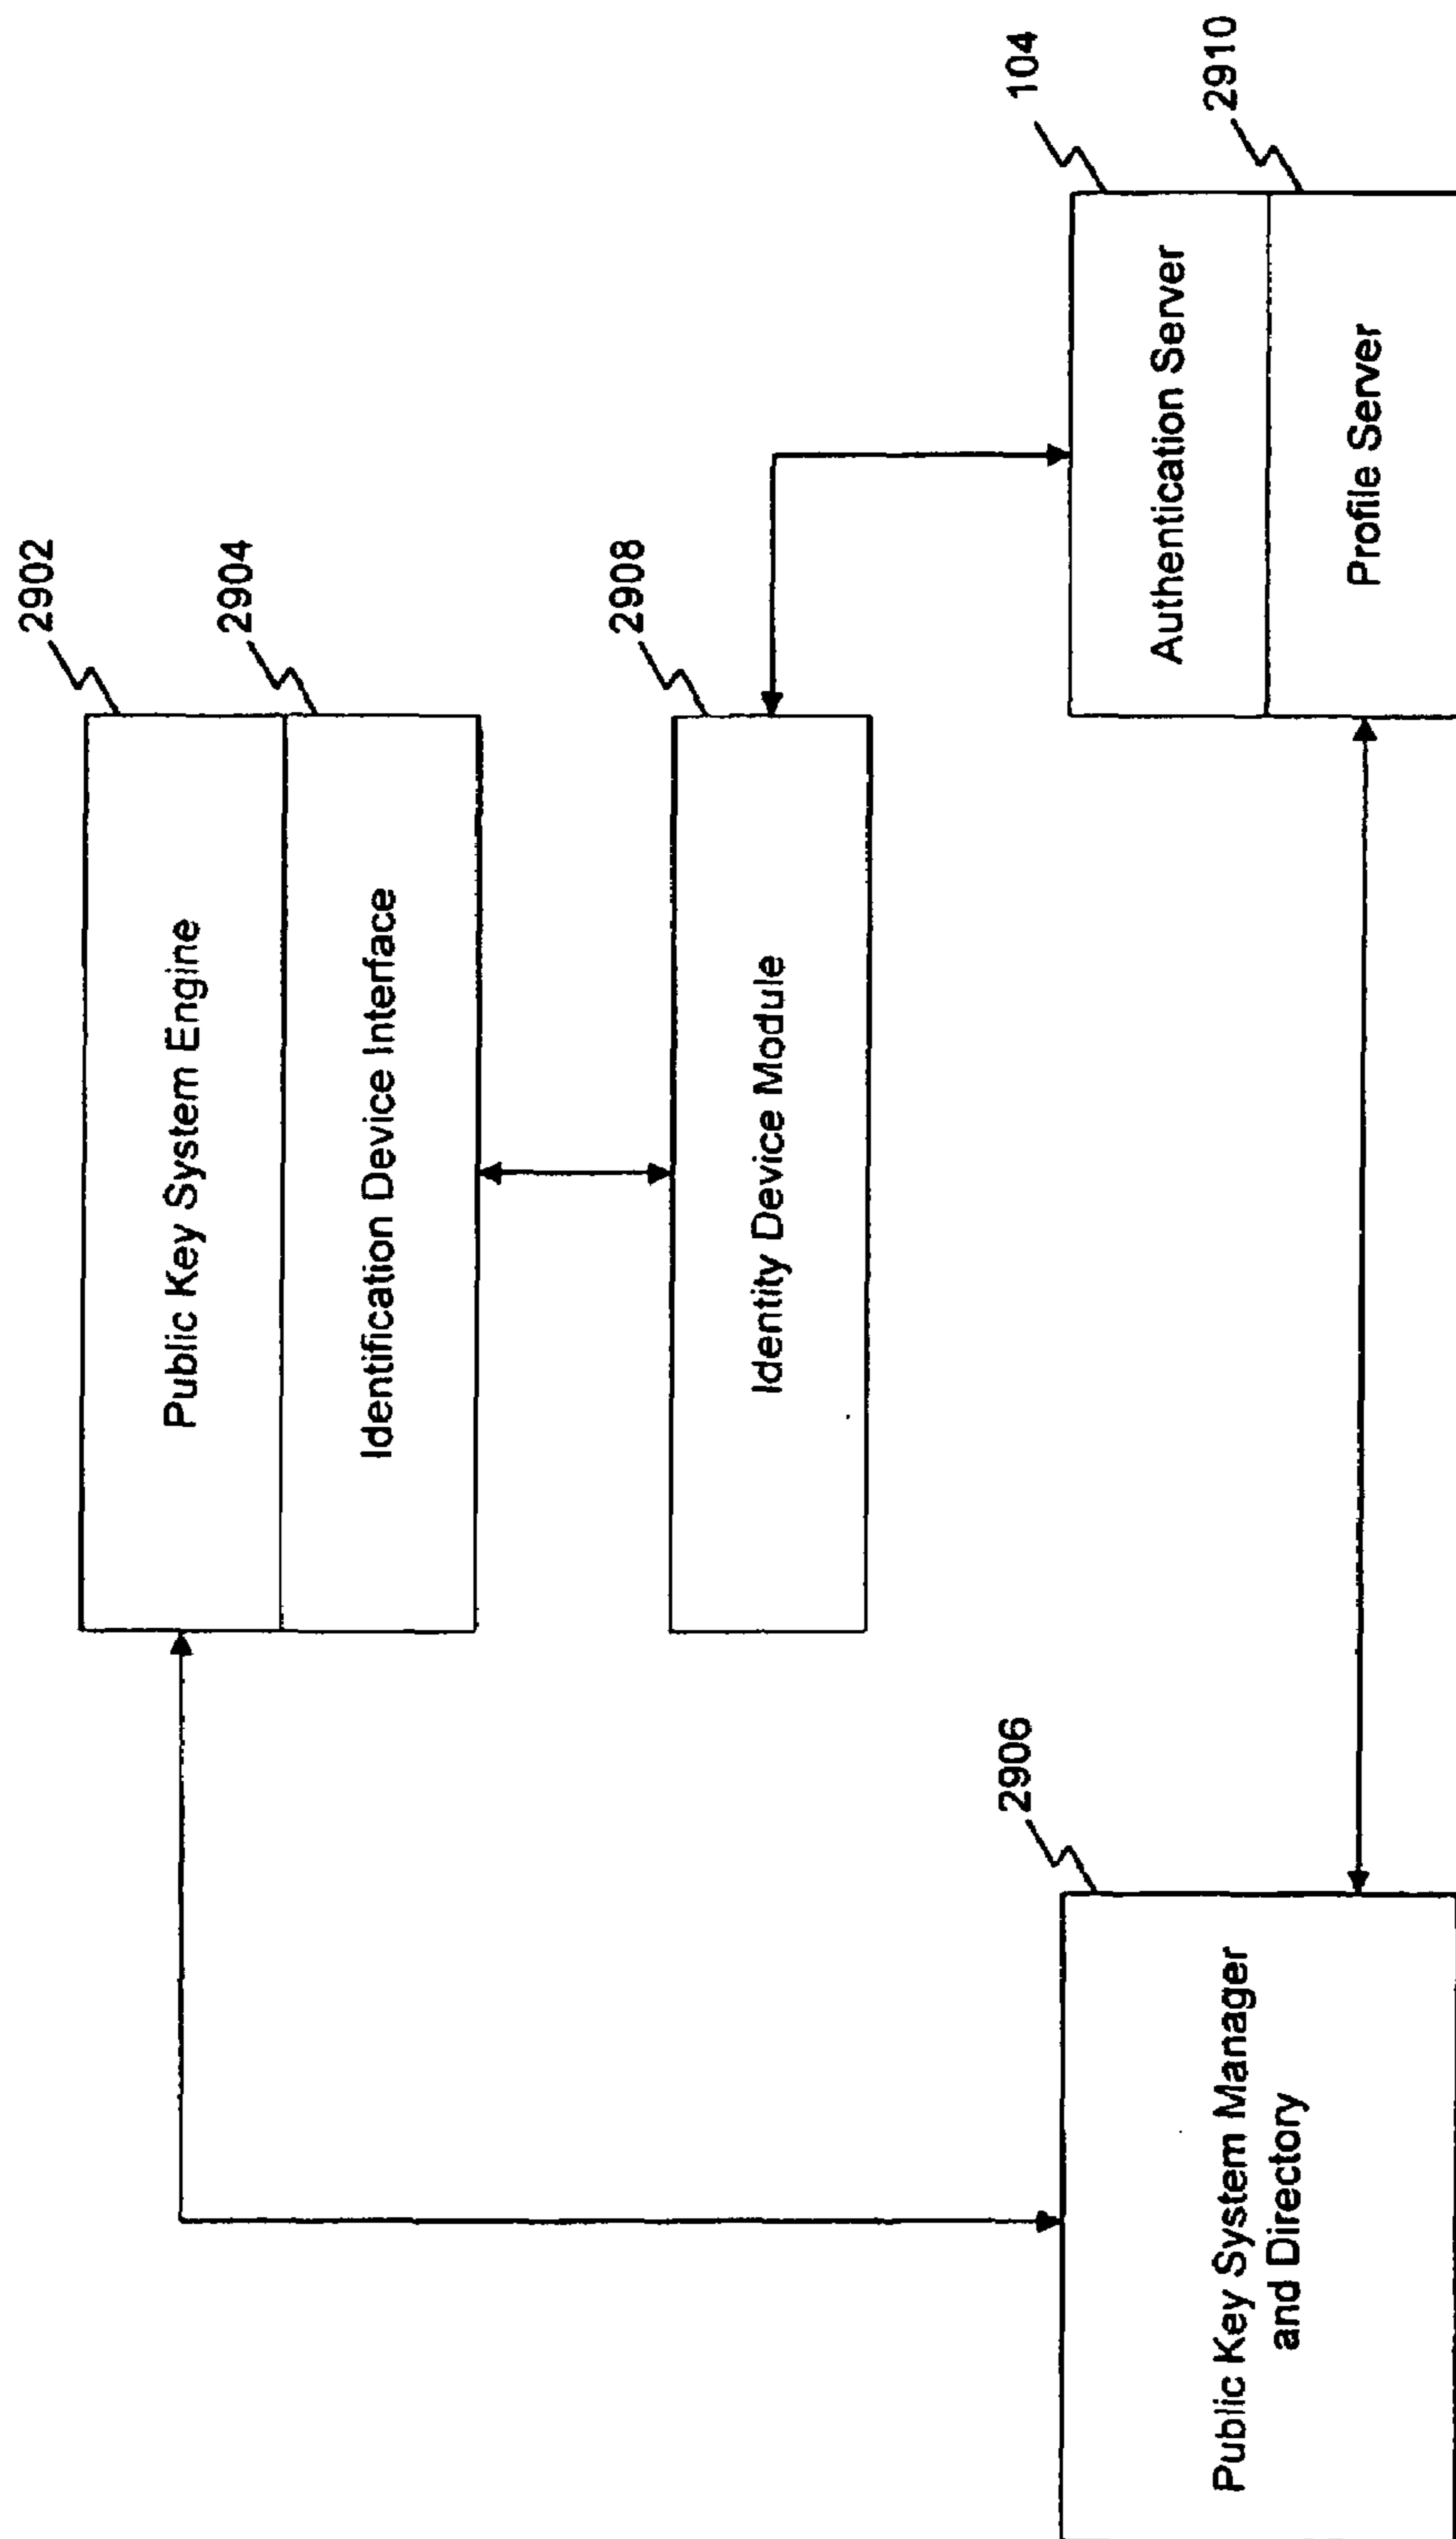 2902
Public Key System Engine
2904
Identification Device Interface
2908
Identity Device Module
104
Authentication Server
2910
Profile Server
2906
Public Key System Manager
and Directory